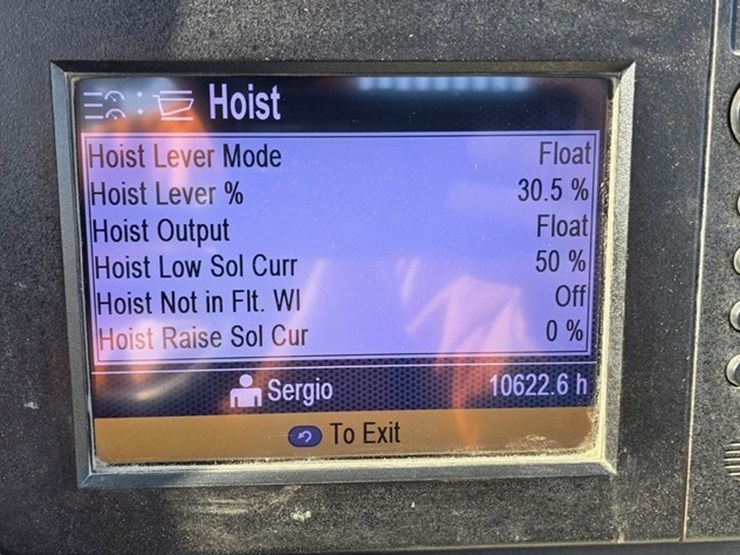 Hoist
Hoist Lever Mode Float
Hoist Lever % 30.5 %
Hoist Output Float
Hoist Low Sol Curr 50 %
Hoist Not in Flt. Wl Off
Hoist Raise Sol Cur 0 %
Sergio 10622.6 h
To Exit